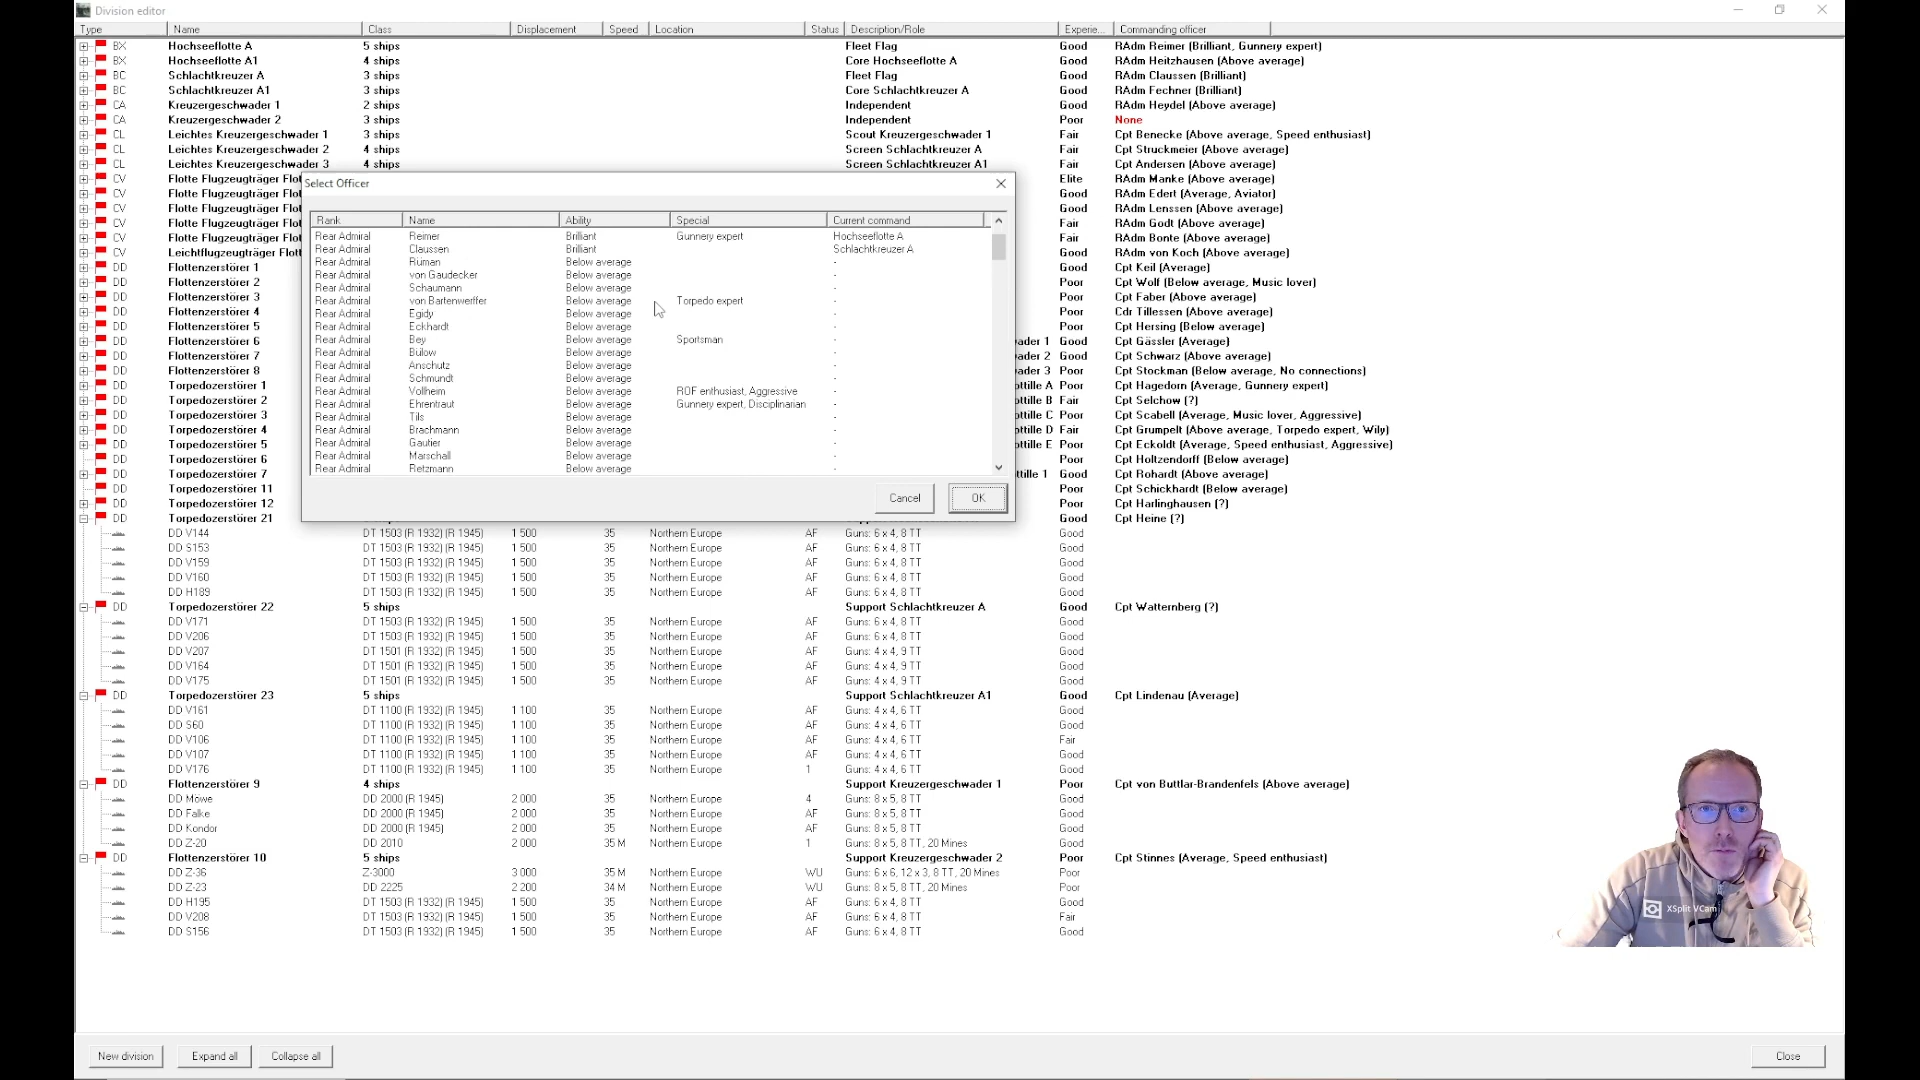 Division editor
Type Name Class Displacement Speed Location Status Description/Role Experie... Commanding officer
BX Hochseeflotte A 5 ships Fleet Flag Good RAdm Reimer (Brilliant, Gunnery expert)
BX Hochseeflotte A1 4 ships Core Hochseeflotte A Good RAdm Heitzhausen (Above average)
BC Schlachtkreuzer A 3 ships Fleet Flag Good RAdm Claussen (Brilliant)
BC Schlachtkreuzer A1 3 ships Core Schlachtkreuzer A Good RAdm Fechner (Brilliant)
CA Kreuzergeschwader 1 2 ships Independent Good RAdm Heydel (Above average)
CA Kreuzergeschwader 2 3 ships Independent Poor None
CL Leichtes Kreuzergeschwader 1 3 ships Scout Kreuzergeschwader 1 Fair Cpt Benecke (Above average, Speed enthusiast)
CL Leichtes Kreuzergeschwader 2 4 ships Screen Schlachtkreuzer A Fair Cpt Struckmeier (Above average)
CL Leichtes Kreuzergeschwader 3 4 ships Screen Schlachtkreuzer A1 Fair Cpt Andersen (Above average)
CV Flotte Flugzeugträger Flot Elite RAdm Manke (Above average)
CV Flotte Flugzeugträger Flot Good RAdm Edert (Average, Aviator)
CV Flotte Flugzeugträger Flot Good RAdm Lenssen (Above average)
CV Flotte Flugzeugträger Flot Fair RAdm Godt (Above average)
CV Flotte Flugzeugträger Flot Fair RAdm Bonte (Above average)
CV Leichtflugzeugträger Flot Good RAdm von Koch (Above average)
DD Flottenzerstörer 1 Good Cpt Keil (Average)
DD Flottenzerstörer 2 Poor Cpt Wolf (Below average, Music lover)
DD Flottenzerstörer 3 Poor Cpt Faber (Above average)
DD Flottenzerstörer 4 Poor Cdr Tillessen (Above average)
DD Flottenzerstörer 5 Poor Cpt Hersing (Below average)
DD Flottenzerstörer 6 ader 1 Good Cpt Gässler (Above average)
DD Flottenzerstörer 7 ader 2 Good Cpt Schwarz (Above average)
DD Flottenzerstörer 8 ader 3 Poor Cpt Stockman (Below average, No connections)
DD Torpedozerstörer 1 ottille A Poor Cpt Hagedorn (Average, Gunnery expert)
DD Torpedozerstörer 2 ottille B Fair Cpt Selchow (?)
DD Torpedozerstörer 3 ottille C Poor Cpt Scabell (Average, Music lover, Aggressive)
DD Torpedozerstörer 4 ottille D Fair Cpt Grumpelt (Above average, Torpedo expert, Wily)
DD Torpedozerstörer 5 ottille E Poor Cpt Eckoldt (Average, Speed enthusiast, Aggressive)
DD Torpedozerstörer 6 Poor Cpt Holtzendorff (Below average)
DD Torpedozerstörer 7 ttille 1 Good Cpt Rohardt (Above average)
DD Torpedozerstörer 11 Poor Cpt Schickhardt (Below average)
DD Torpedozerstörer 12 Poor Cpt Harlinghausen (?)
DD Torpedozerstörer 21 Good Cpt Heine (?)
DD V144 DT 1503 (R 1932) (R 1945) 1 500 35 Northern Europe AF Guns: 6 x 4, 8 TT Good
DD S153 DT 1503 (R 1932) (R 1945) 1 500 35 Northern Europe AF Guns: 6 x 4, 8 TT Good
DD V159 DT 1503 (R 1932) (R 1945) 1 500 35 Northern Europe AF Guns: 6 x 4, 8 TT Good
DD V160 DT 1503 (R 1932) (R 1945) 1 500 35 Northern Europe AF Guns: 6 x 4, 8 TT Good
DD H189 DT 1503 (R 1932) (R 1945) 1 500 35 Northern Europe AF Guns: 6 x 4, 8 TT Good
DD Torpedozerstörer 22 5 ships Support Schlachtkreuzer A Good Cpt Watternberg (?)
DD V171 DT 1503 (R 1932) (R 1945) 1 500 35 Northern Europe AF Guns: 6 x 4, 8 TT Good
DD V206 DT 1503 (R 1932) (R 1945) 1 500 35 Northern Europe AF Guns: 6 x 4, 8 TT Good
DD V207 DT 1501 (R 1932) (R 1945) 1 500 35 Northern Europe AF Guns: 4 x 4, 9 TT Good
DD V164 DT 1501 (R 1932) (R 1945) 1 500 35 Northern Europe AF Guns: 4 x 4, 9 TT Good
DD V175 DT 1501 (R 1932) (R 1945) 1 500 35 Northern Europe AF Guns: 4 x 4, 9 TT Good
DD Torpedozerstörer 23 5 ships Support Schlachtkreuzer A1 Good Cpt Lindenau (Average)
DD V161 DT 1100 (R 1932) (R 1945) 1 100 35 Northern Europe AF Guns: 4 x 4, 6 TT Good
DD S60 DT 1100 (R 1932) (R 1945) 1 100 35 Northern Europe AF Guns: 4 x 4, 6 TT Good
DD V106 DT 1100 (R 1932) (R 1945) 1 100 35 Northern Europe AF Guns: 4 x 4, 6 TT Fair
DD V107 DT 1100 (R 1932) (R 1945) 1 100 35 Northern Europe AF Guns: 4 x 4, 6 TT Good
DD V176 DT 1100 (R 1932) (R 1945) 1 100 35 Northern Europe 1 Guns: 4 x 4, 6 TT Good
DD Flottenzerstörer 9 4 ships Support Kreuzergeschwader 1 Poor Cpt von Buttlar-Brandenfels (Above average)
DD Möwe DD 2000 (R 1945) 2 000 35 Northern Europe 4 Guns: 8 x 5, 8 TT Good
DD Falke DD 2000 (R 1945) 2 000 35 Northern Europe AF Guns: 8 x 5, 8 TT Good
DD Kondor DD 2000 (R 1945) 2 000 35 Northern Europe AF Guns: 8 x 5, 8 TT Good
DD Z-20 DD 2010 2 000 35 M Northern Europe 1 Guns: 8 x 5, 8 TT, 20 Mines Good
DD Flottenzerstörer 10 5 ships Support Kreuzergeschwader 2 Poor Cpt Stinnes (Average, Speed enthusiast)
DD Z-36 Z-3000 3 000 35 M Northern Europe WU Guns: 6 x 6, 12 x 3, 8 TT, 20 Mines Poor
DD Z-23 DD 2225 2 200 34 M Northern Europe WU Guns: 8 x 5, 8 TT, 20 Mines Poor
DD H195 DT 1503 (R 1932) (R 1945) 1 500 35 Northern Europe AF Guns: 6 x 4, 8 TT Good
DD V208 DT 1503 (R 1932) (R 1945) 1 500 35 Northern Europe AF Guns: 6 x 4, 8 TT Fair
DD S156 DT 1503 (R 1932) (R 1945) 1 500 35 Northern Europe AF Guns: 6 x 4, 8 TT Good
Select Officer
Rank Name Ability Special Current command
Rear Admiral Reimer Brilliant Gunnery expert Hochseeflotte A
Rear Admiral Claussen Brilliant Schlachtkreuzer A
Rear Admiral Rüman Below average -
Rear Admiral von Gaudecker Below average -
Rear Admiral Schaumann Below average -
Rear Admiral von Bartenwerffer Below average Torpedo expert -
Rear Admiral Egidy Below average -
Rear Admiral Eckhardt Below average -
Rear Admiral Bey Below average Sportsman -
Rear Admiral Bülow Below average -
Rear Admiral Anschutz Below average -
Rear Admiral Schmundt Below average -
Rear Admiral Vollheim Below average ROF enthusiast, Aggressive -
Rear Admiral Ehrentraut Below average Gunnery expert, Disciplinarian -
Rear Admiral Tils Below average -
Rear Admiral Brachmann Below average -
Rear Admiral Gautier Below average -
Rear Admiral Marschall Below average -
Rear Admiral Retzmann Below average -
Cancel OK
XSplit VCam
New division Expand all Collapse all Close